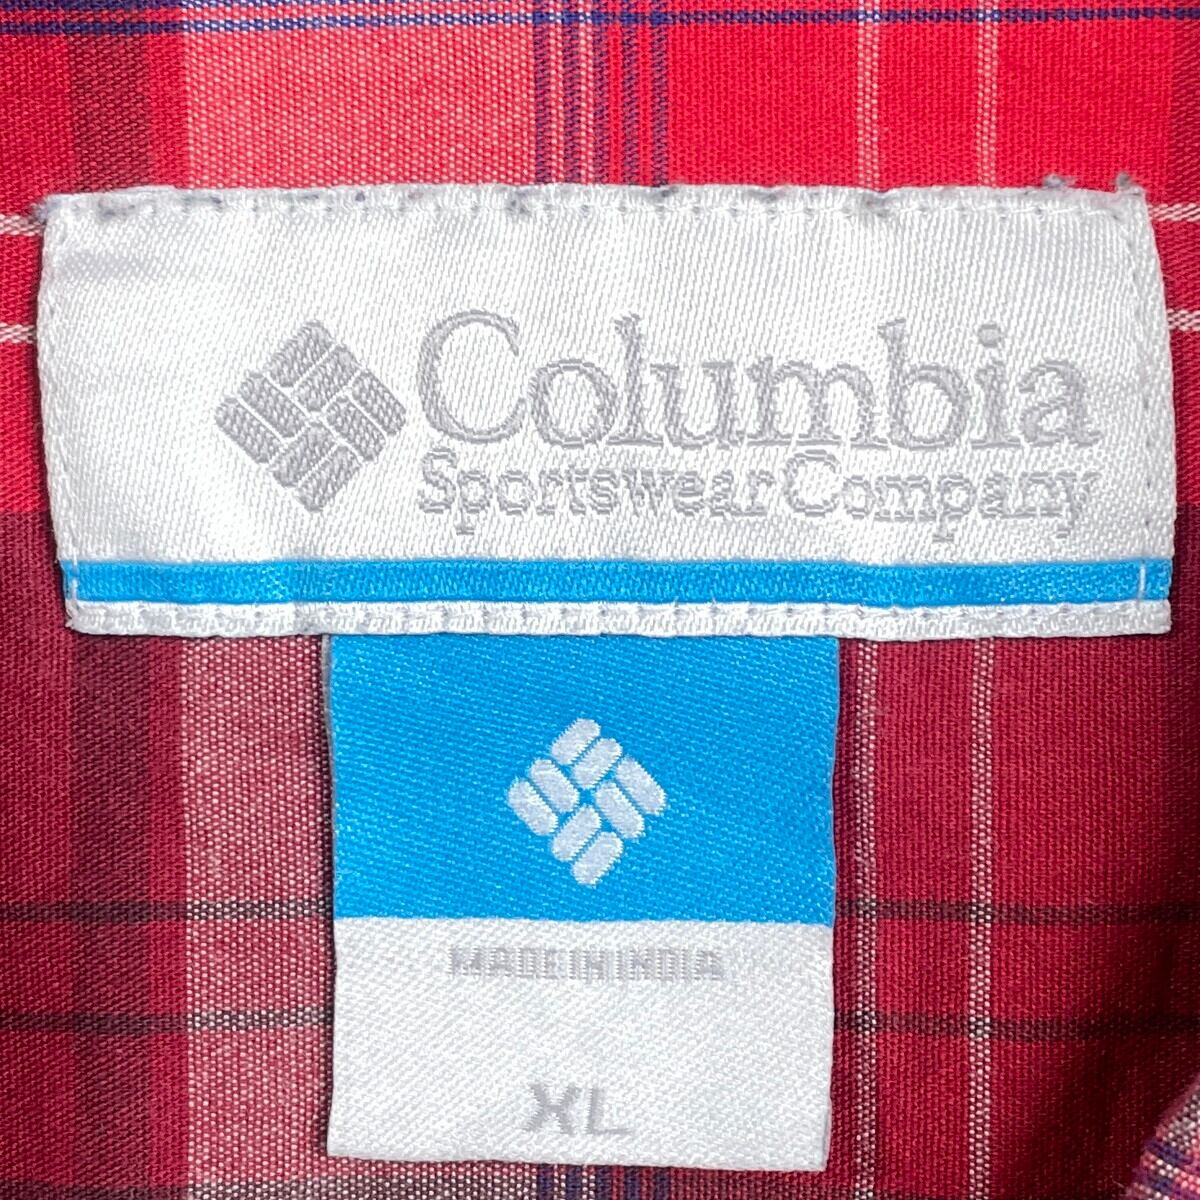 Columbia
Sportswear Company
MADE IN INDIA
XL